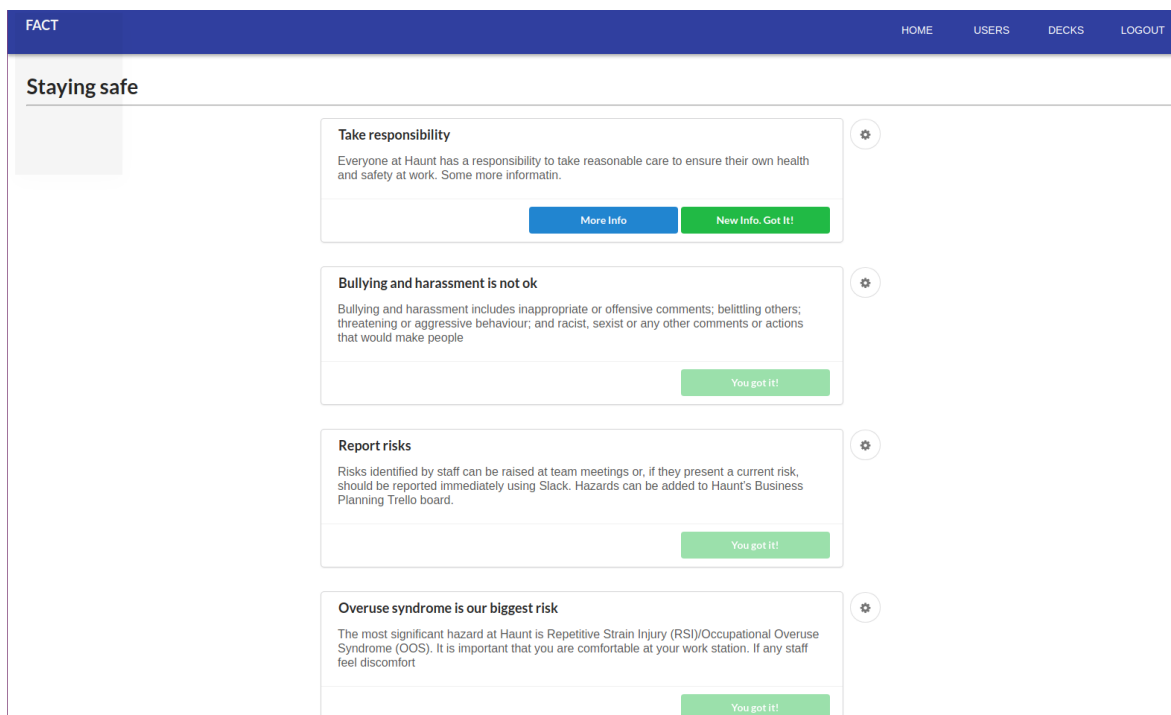 FACT
HOME USERS DECKS LOGOUT
Staying safe
Take responsibility
Everyone at Haunt has a responsibility to take reasonable care to ensure their own health
and safety at work. Some more informatin.
More Info New Info. Got It!
Bullying and harassment is not ok
Bullying and harassment includes inappropriate or offensive comments; belittling others;
threatening or aggressive behaviour; and racist, sexist or any other comments or actions
that would make people
You got it!
Report risks
Risks identified by staff can be raised at team meetings or, if they present a current risk,
should be reported immediately using Slack. Hazards can be added to Haunt's Business
Planning Trello board.
You got it!
Overuse syndrome is our biggest risk
The most significant hazard at Haunt is Repetitive Strain Injury (RSI)/Occupational Overuse
Syndrome (OOS). It is important that you are comfortable at your work station. If any staff
feel discomfort
You got it!